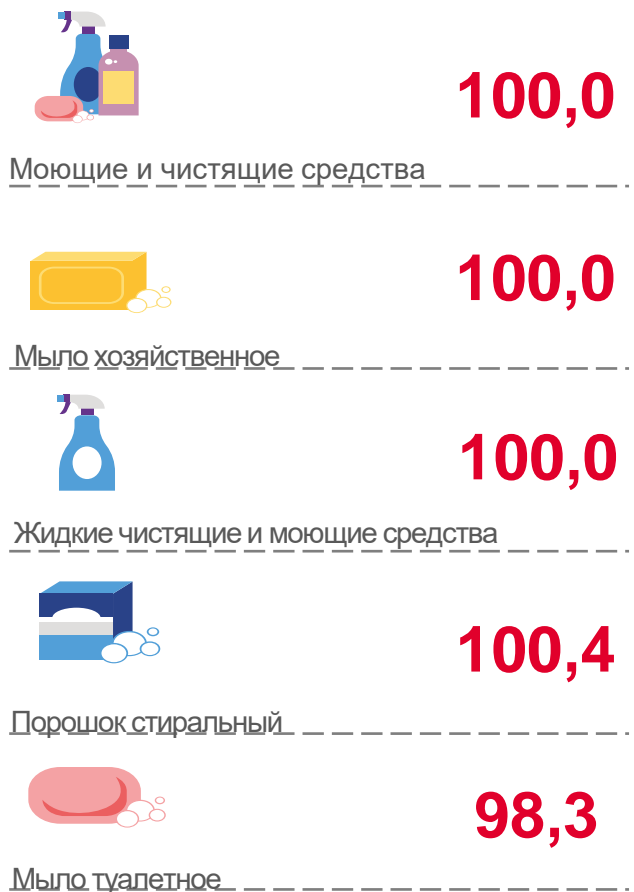 100,0
Моющие и чистящие средства
100,0
Мыло хозяйственное
100,0
Жидкие чистящие и моющие средства
100,4
Порошок стиральный
98,3
Мыло туалетное